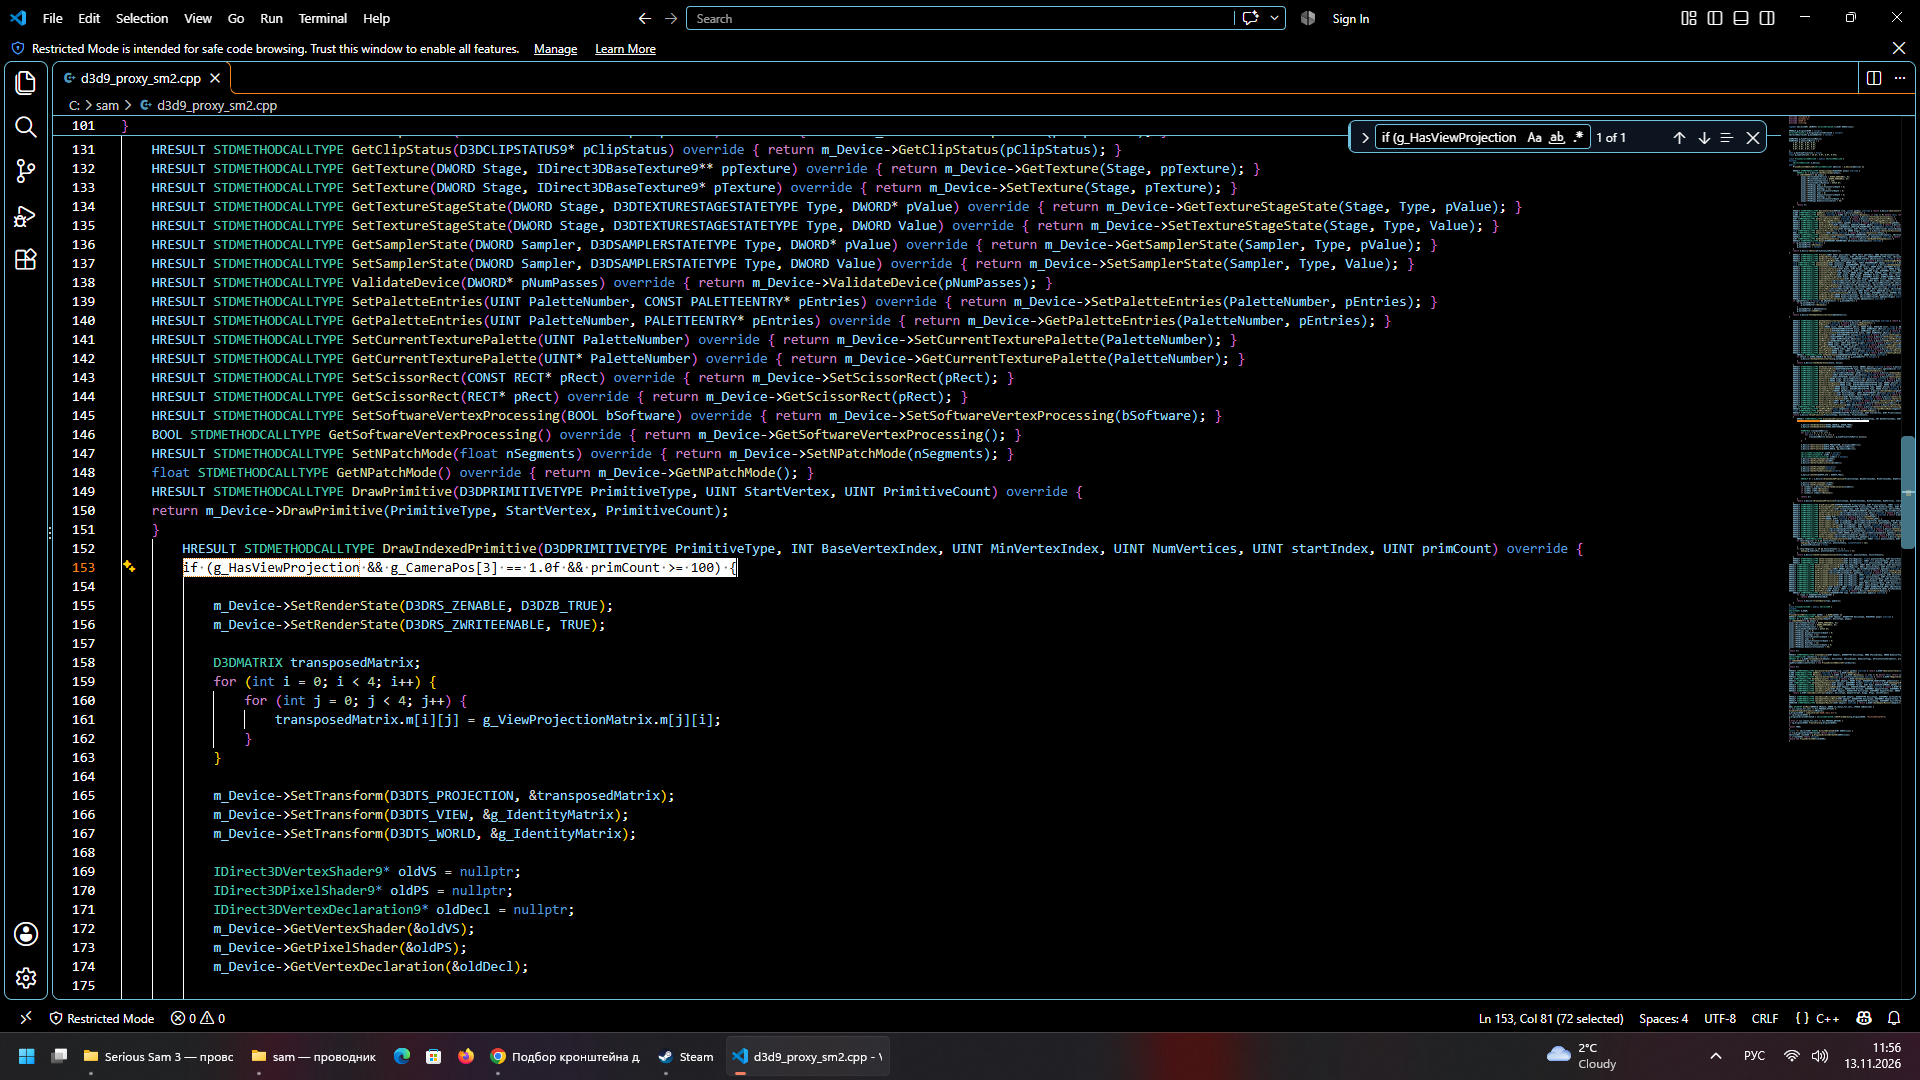 File Edit Selection View Go Run Terminal Help Search Sign In
Restricted Mode is intended for safe code browsing. Trust this window to enable all features. Manage Learn More
d3d9_proxy_sm2.cpp
C: > sam > d3d9_proxy_sm2.cpp
if (g_HasViewProjection Aa ab .* 1 of 1
101 }
131 HRESULT STDMETHODCALLTYPE GetClipStatus(D3DCLIPSTATUS9* pClipStatus) override { return m_Device->GetClipStatus(pClipStatus); }
132 HRESULT STDMETHODCALLTYPE GetTexture(DWORD Stage, IDirect3DBaseTexture9** ppTexture) override { return m_Device->GetTexture(Stage, ppTexture); }
133 HRESULT STDMETHODCALLTYPE SetTexture(DWORD Stage, IDirect3DBaseTexture9* pTexture) override { return m_Device->SetTexture(Stage, pTexture); }
134 HRESULT STDMETHODCALLTYPE GetTextureStageState(DWORD Stage, D3DTEXTURESTAGESTATETYPE Type, DWORD* pValue) override { return m_Device->GetTextureStageState(Stage, Type, pValue); }
135 HRESULT STDMETHODCALLTYPE SetTextureStageState(DWORD Stage, D3DTEXTURESTAGESTATETYPE Type, DWORD Value) override { return m_Device->SetTextureStageState(Stage, Type, Value); }
136 HRESULT STDMETHODCALLTYPE GetSamplerState(DWORD Sampler, D3DSAMPLERSTATETYPE Type, DWORD* pValue) override { return m_Device->GetSamplerState(Sampler, Type, pValue); }
137 HRESULT STDMETHODCALLTYPE SetSamplerState(DWORD Sampler, D3DSAMPLERSTATETYPE Type, DWORD Value) override { return m_Device->SetSamplerState(Sampler, Type, Value); }
138 HRESULT STDMETHODCALLTYPE ValidateDevice(DWORD* pNumPasses) override { return m_Device->ValidateDevice(pNumPasses); }
139 HRESULT STDMETHODCALLTYPE SetPaletteEntries(UINT PaletteNumber, CONST PALETTEENTRY* pEntries) override { return m_Device->SetPaletteEntries(PaletteNumber, pEntries); }
140 HRESULT STDMETHODCALLTYPE GetPaletteEntries(UINT PaletteNumber, PALETTEENTRY* pEntries) override { return m_Device->GetPaletteEntries(PaletteNumber, pEntries); }
141 HRESULT STDMETHODCALLTYPE SetCurrentTexturePalette(UINT PaletteNumber) override { return m_Device->SetCurrentTexturePalette(PaletteNumber); }
142 HRESULT STDMETHODCALLTYPE GetCurrentTexturePalette(UINT* PaletteNumber) override { return m_Device->GetCurrentTexturePalette(PaletteNumber); }
143 HRESULT STDMETHODCALLTYPE SetScissorRect(CONST RECT* pRect) override { return m_Device->SetScissorRect(pRect); }
144 HRESULT STDMETHODCALLTYPE GetScissorRect(RECT* pRect) override { return m_Device->GetScissorRect(pRect); }
145 HRESULT STDMETHODCALLTYPE SetSoftwareVertexProcessing(BOOL bSoftware) override { return m_Device->SetSoftwareVertexProcessing(bSoftware); }
146 BOOL STDMETHODCALLTYPE GetSoftwareVertexProcessing() override { return m_Device->GetSoftwareVertexProcessing(); }
147 HRESULT STDMETHODCALLTYPE SetNPatchMode(float nSegments) override { return m_Device->SetNPatchMode(nSegments); }
148 float STDMETHODCALLTYPE GetNPatchMode() override { return m_Device->GetNPatchMode(); }
149 HRESULT STDMETHODCALLTYPE DrawPrimitive(D3DPRIMITIVETYPE PrimitiveType, UINT StartVertex, UINT PrimitiveCount) override {
150 return m_Device->DrawPrimitive(PrimitiveType, StartVertex, PrimitiveCount);
151 }
152 HRESULT STDMETHODCALLTYPE DrawIndexedPrimitive(D3DPRIMITIVETYPE PrimitiveType, INT BaseVertexIndex, UINT MinVertexIndex, UINT NumVertices, UINT startIndex, UINT primCount) override {
153 if (g_HasViewProjection && g_CameraPos[3] == 1.0f && primCount >= 100) {
154
155 m_Device->SetRenderState(D3DRS_ZENABLE, D3DZB_TRUE);
156 m_Device->SetRenderState(D3DRS_ZWRITEENABLE, TRUE);
157
158 D3DMATRIX transposedMatrix;
159 for (int i = 0; i < 4; i++) {
160 for (int j = 0; j < 4; j++) {
161 transposedMatrix.m[i][j] = g_ViewProjectionMatrix.m[j][i];
162 }
163 }
164
165 m_Device->SetTransform(D3DTS_PROJECTION, &transposedMatrix);
166 m_Device->SetTransform(D3DTS_VIEW, &g_IdentityMatrix);
167 m_Device->SetTransform(D3DTS_WORLD, &g_IdentityMatrix);
168
169 IDirect3DVertexShader9* oldVS = nullptr;
170 IDirect3DPixelShader9* oldPS = nullptr;
171 IDirect3DVertexDeclaration9* oldDecl = nullptr;
172 m_Device->GetVertexShader(&oldVS);
173 m_Device->GetPixelShader(&oldPS);
174 m_Device->GetVertexDeclaration(&oldDecl);
175
Restricted Mode 0 0 Ln 153, Col 81 (72 selected) Spaces: 4 UTF-8 CRLF {} C++
Serious Sam 3 — провс sam — проводник Подбор кронштейна д Steam d3d9_proxy_sm2.cpp - V 2°C РУС 11:56
Cloudy 13.11.2026